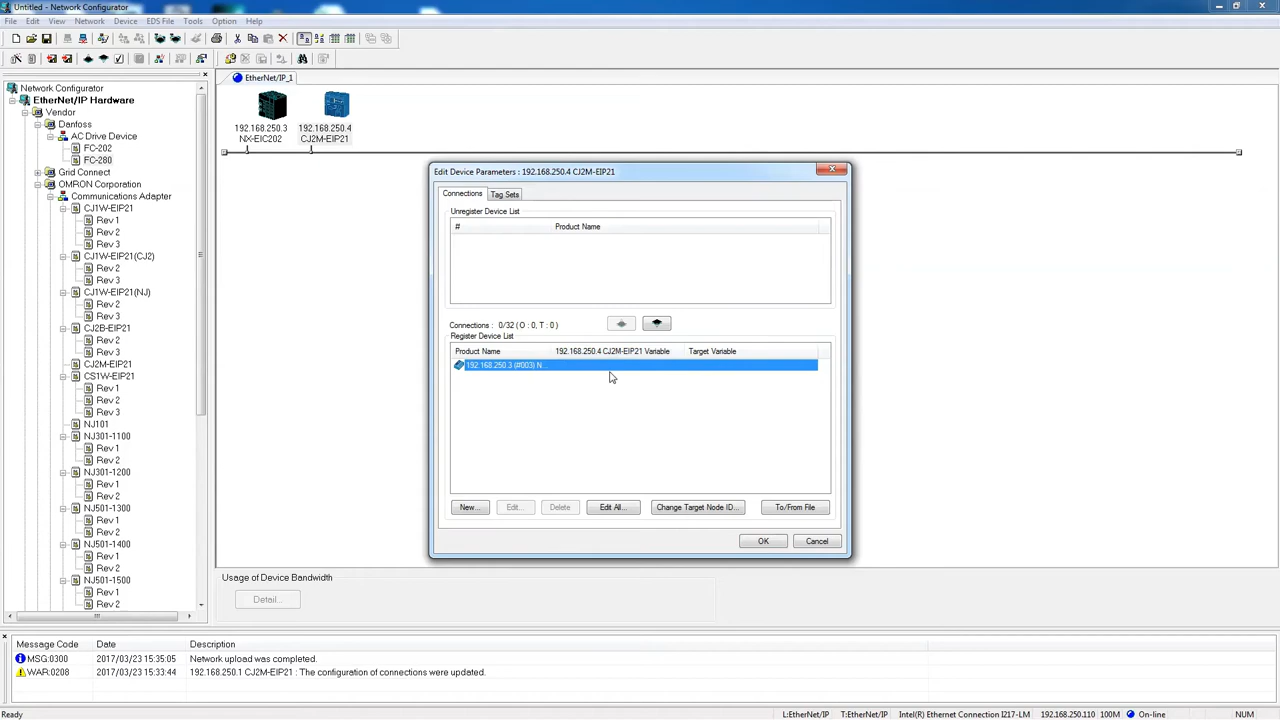 Untitled - Network Configurator
File Edit View Network Device EDS File Tools Option Help
Network Configurator
EtherNet/IP Hardware
Vendor
Danfoss
AC Drive Device
FC-202
FC-280
Grid Connect
OMRON Corporation
Communications Adapter
CJ1W-EIP21
Rev 1
Rev 2
Rev 3
CJ1W-EIP21(CJ2)
Rev 2
Rev 3
CJ1W-EIP21(NJ)
Rev 2
Rev 3
CJ2B-EIP21
Rev 2
Rev 3
CJ2M-EIP21
CS1W-EIP21
Rev 1
Rev 2
Rev 3
NJ101
NJ301-1100
Rev 1
Rev 2
NJ301-1200
Rev 1
Rev 2
NJ501-1300
Rev 1
Rev 2
NJ501-1400
Rev 1
Rev 2
NJ501-1500
Rev 1
Rev 2
EtherNet/IP_1
192.168.250.3 192.168.250.4
NX-EIC202 CJ2M-EIP21
Edit Device Parameters : 192.168.250.4 CJ2M-EIP21
Connections Tag Sets
Unregister Device List
# Product Name
Connections : 0/32 ( O : 0, T : 0 )
Register Device List
Product Name 192.168.250.4 CJ2M-EIP21 Variable Target Variable
192.168.250.3 (#003) N...
New... Edit... Delete Edit All... Change Target Node ID... To/From File
OK Cancel
Usage of Device Bandwidth
Detail...
Message Code Date Description
MSG:0300 2017/03/23 15:35:05 Network upload was completed.
WAR:0208 2017/03/23 15:33:44 192.168.250.1 CJ2M-EIP21 : The configuration of connections were updated.
Ready L:EtherNet/IP T:EtherNet/IP Intel(R) Ethernet Connection I217-LM 192.168.250.110 100M On-line NUM